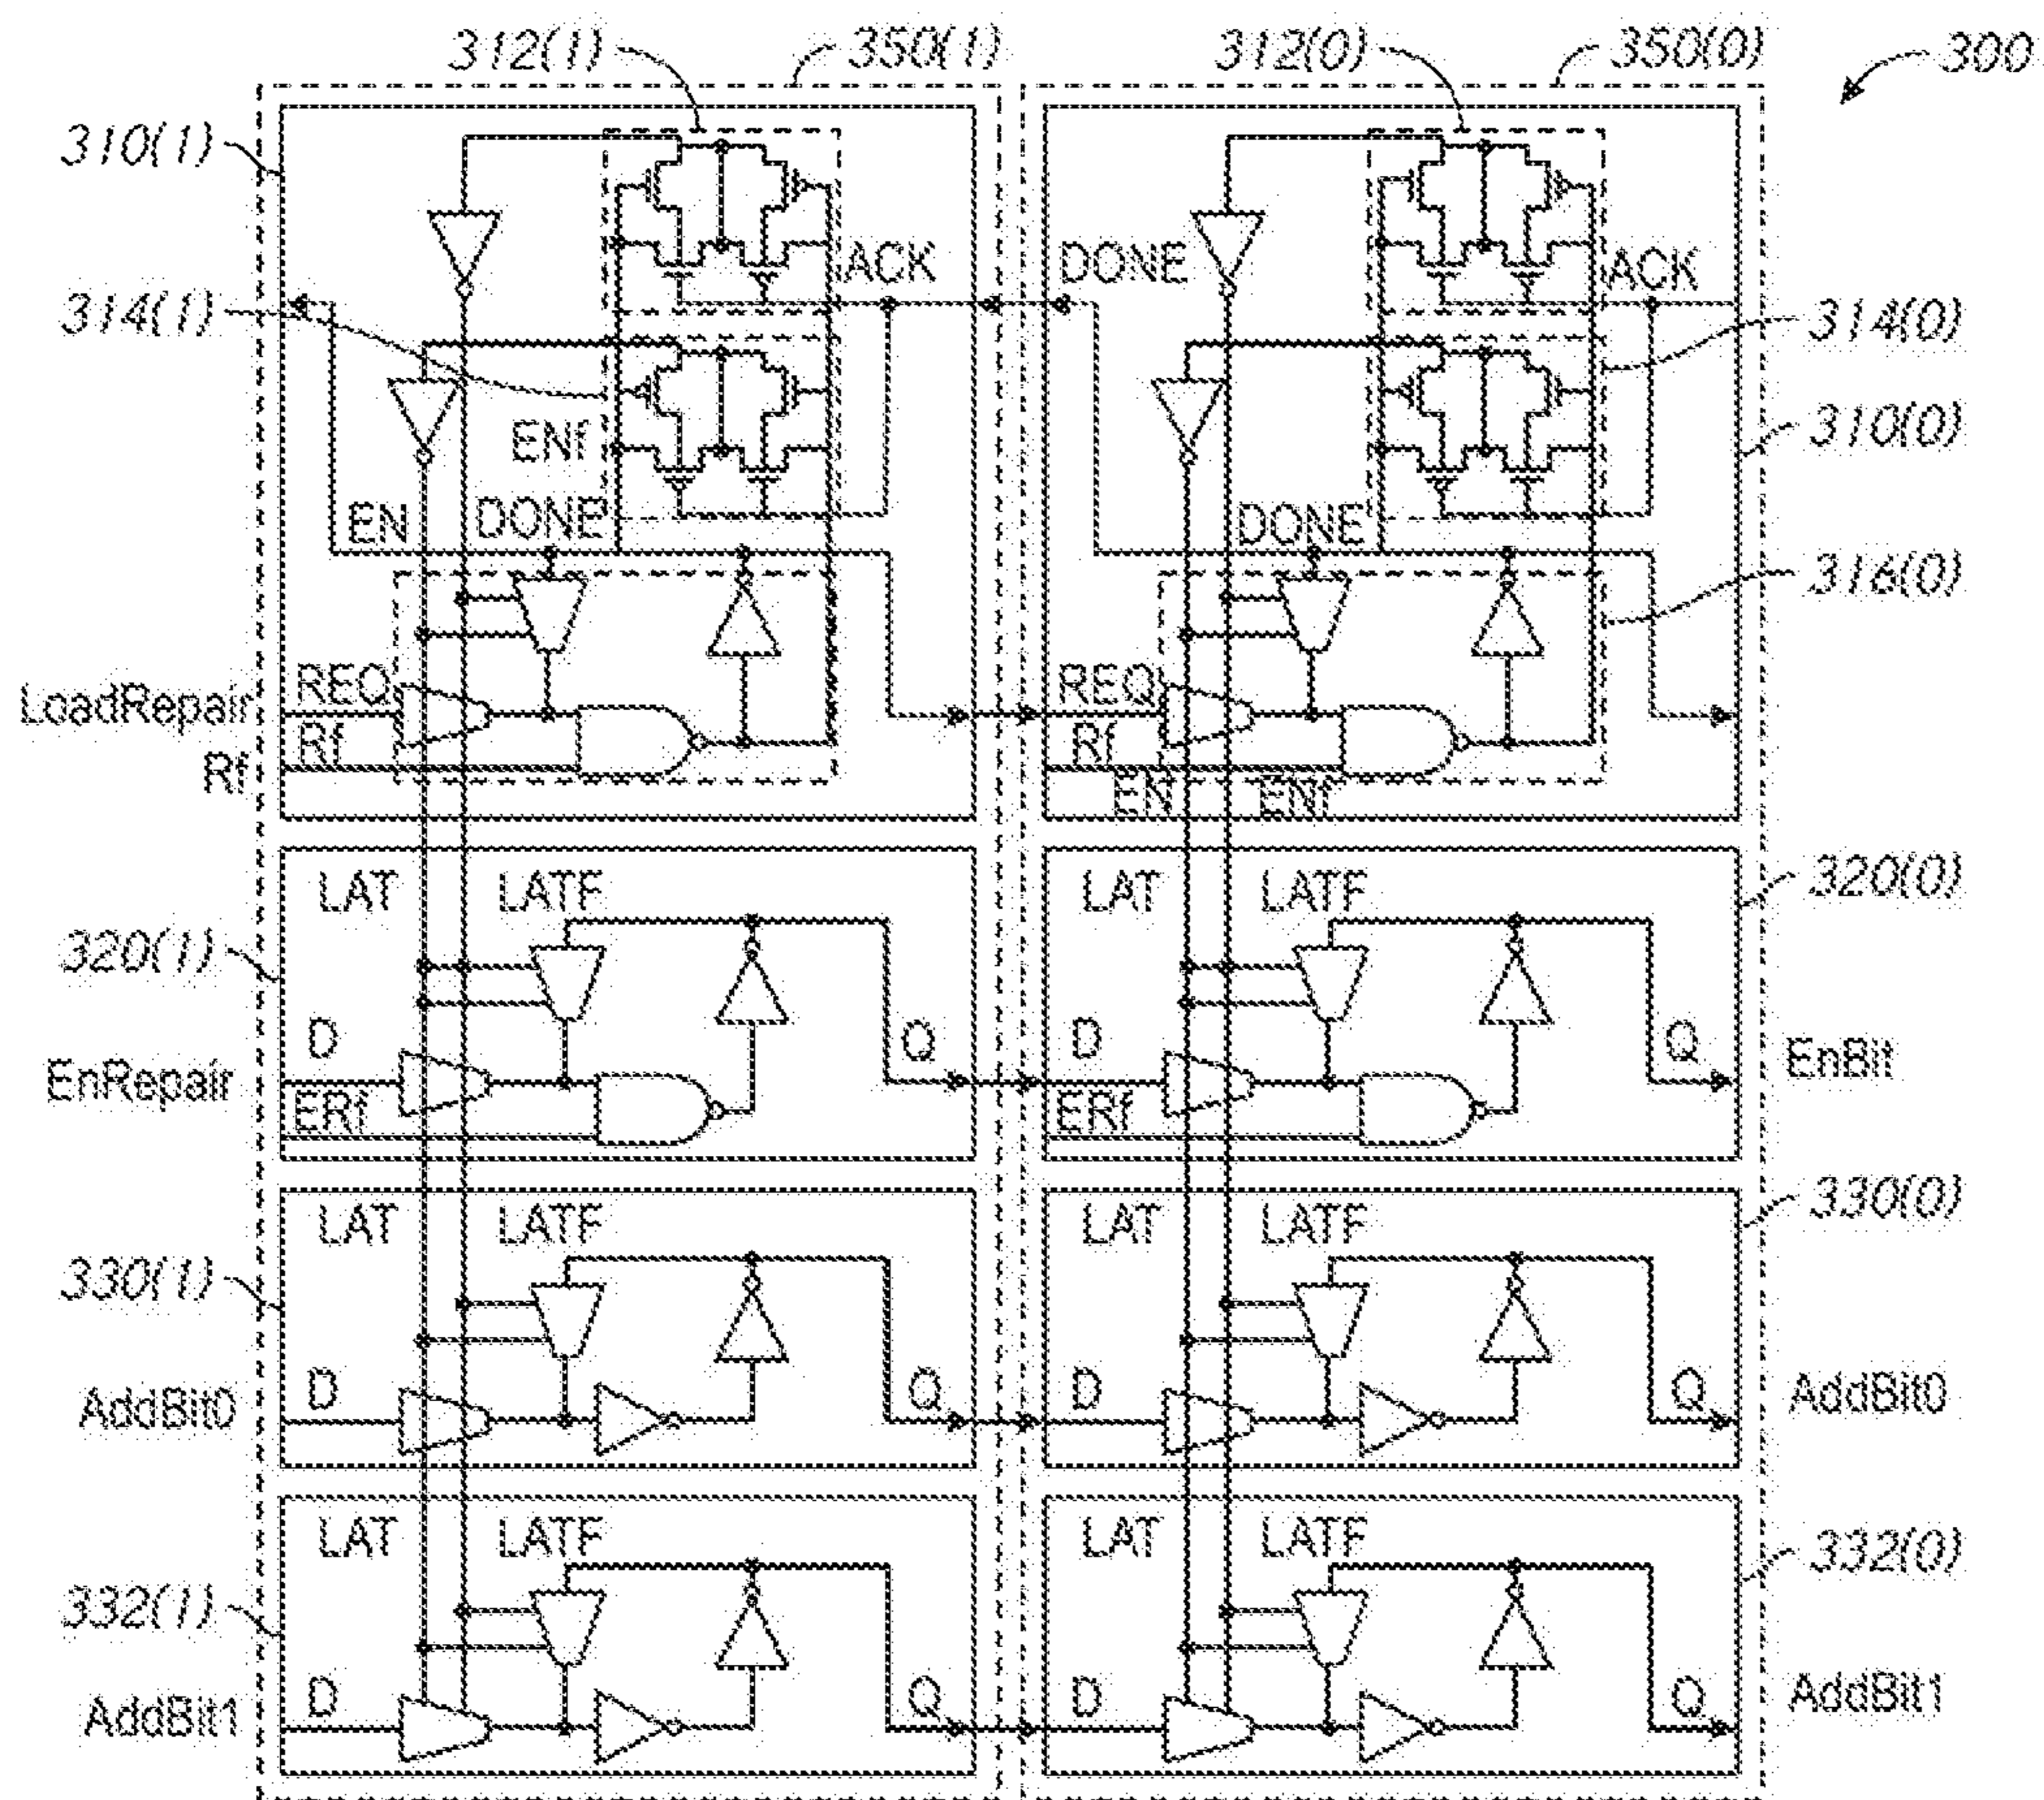 312(1) 350(1) 312(0) 350(0) 300
310(1)
ACK DONE ACK
314(1) 314(0)
ENf 310(0)
EN DONE DONE
316(0)
REQ REQ
LoadRepair
Rf Rf
Rf
EN ENf
LAT LATF LAT LATF 320(0)
320(1)
D Q D Q EnBit
EnRepair
ERf ERf
LAT LATF LAT LATF 330(0)
330(1)
D Q D Q
AddBit0 AddBit0
LAT LATF LAT LATF 332(0)
332(1)
D Q D Q AddBit1
AddBit1